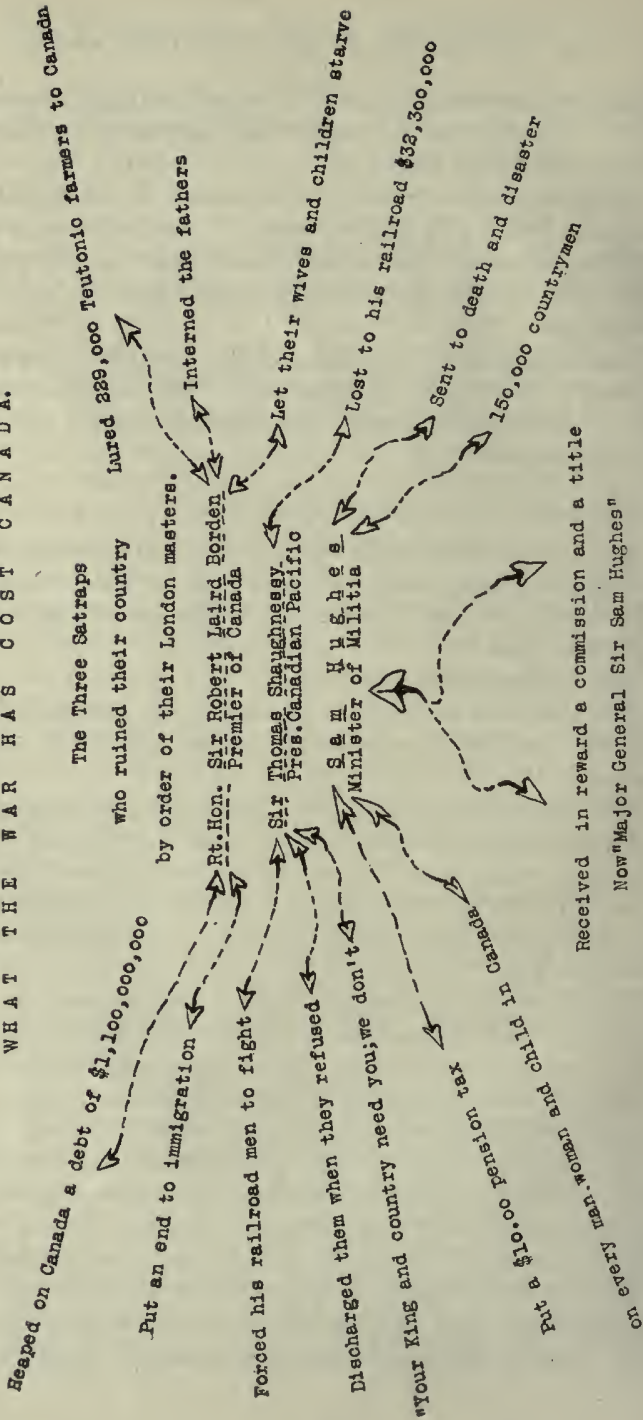 WHAT THE WAR HAS COST CANADA.
The Three Satraps
who ruined their country
by order of their London masters.
Heaped on Canada a debt of $1,100,000,000
Put an end to immigration
Rt.Hon. Sir Robert Laird Borden
Premier of Canada
Lured 229,000 Teutonic farmers to Canada
Interned the fathers
Let their wives and children starve
Forced his railroad men to fight
Discharged them when they refused
"Your King and country need you;we don't
Sir Thomas Shaughnessy
Pres.Canadian Pacific
Lost to his railroad $32,300,000
Put a $10.00 pension tax
on every man.woman and child in Canada
Sam Hughes
Minister of Militia
Sent to death and disaster
150,000 countrymen
Received in reward a commission and a title
Now"Major General Sir Sam Hughes"